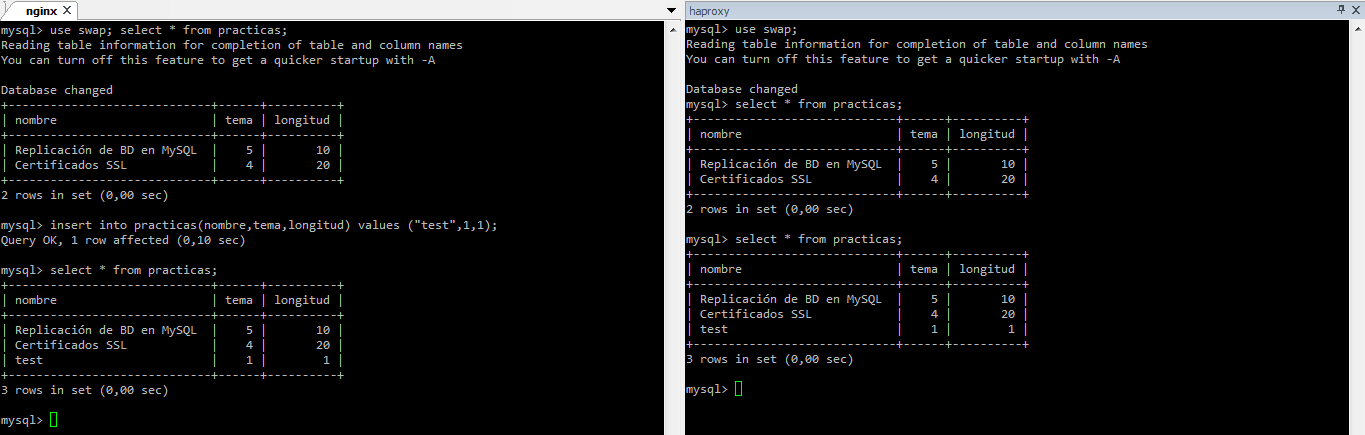 nginx X
mysql> use swap; select * from practicas;
Reading table information for completion of table and column names
You can turn off this feature to get a quicker startup with -A

Database changed
+-----------------------------+------+----------+
| nombre                      | tema | longitud |
+-----------------------------+------+----------+
| Replicación de BD en MySQL  |    5 |       10 |
| Certificados SSL            |    4 |       20 |
+-----------------------------+------+----------+
2 rows in set (0,00 sec)

mysql> insert into practicas(nombre,tema,longitud) values ("test",1,1);
Query OK, 1 row affected (0,10 sec)

mysql> select * from practicas;
+-----------------------------+------+----------+
| nombre                      | tema | longitud |
+-----------------------------+------+----------+
| Replicación de BD en MySQL  |    5 |       10 |
| Certificados SSL            |    4 |       20 |
| test                        |    1 |        1 |
+-----------------------------+------+----------+
3 rows in set (0,00 sec)

mysql>
haproxy
mysql> use swap;
Reading table information for completion of table and column names
You can turn off this feature to get a quicker startup with -A

Database changed
mysql> select * from practicas;
+-----------------------------+------+----------+
| nombre                      | tema | longitud |
+-----------------------------+------+----------+
| Replicación de BD en MySQL  |    5 |       10 |
| Certificados SSL            |    4 |       20 |
+-----------------------------+------+----------+
2 rows in set (0,00 sec)

mysql> select * from practicas;
+-----------------------------+------+----------+
| nombre                      | tema | longitud |
+-----------------------------+------+----------+
| Replicación de BD en MySQL  |    5 |       10 |
| Certificados SSL            |    4 |       20 |
| test                        |    1 |        1 |
+-----------------------------+------+----------+
3 rows in set (0,00 sec)

mysql>